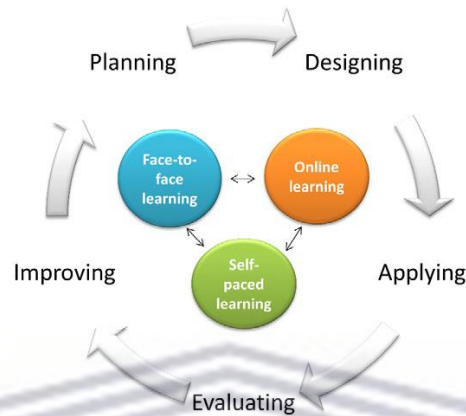 Planning
Designing
Face-to-
face
learning
Online
learning
Self-
paced
learning
Improving
Applying
Evaluating